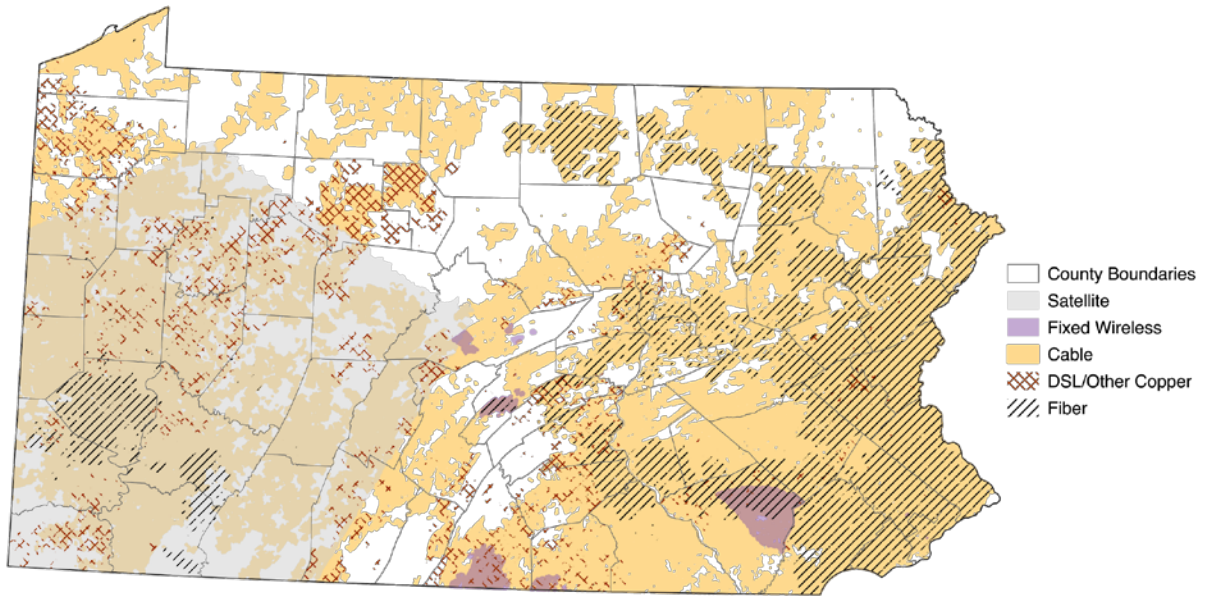 County Boundaries
Satellite
Fixed Wireless
Cable
DSL/Other Copper
Fiber